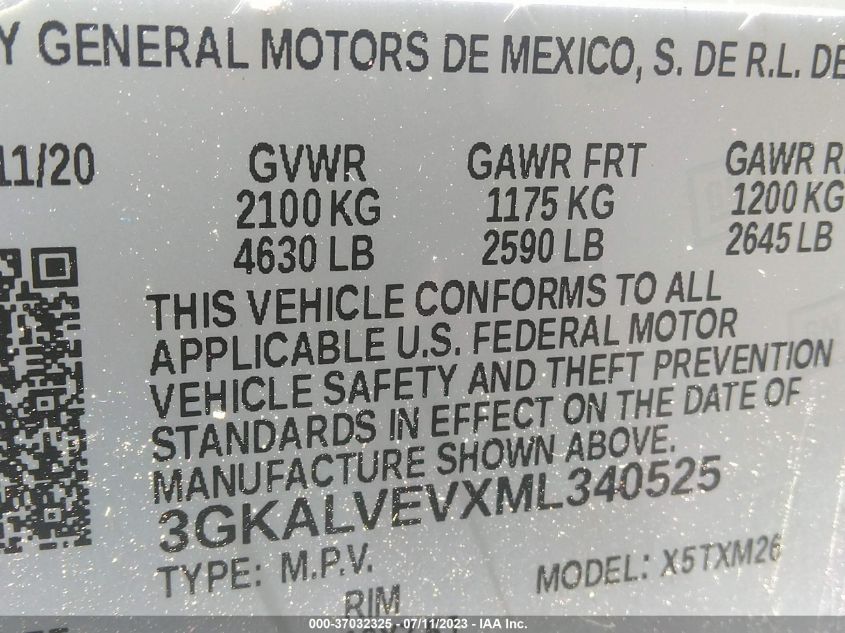 Y GENERAL MOTORS DE MEXICO, S. DE R.L. DE
11/20 GVWR GAWR FRT GAWR R
2100 KG 1175 KG 1200 KG
4630 LB 2590 LB 2645 LB
THIS VEHICLE CONFORMS TO ALL
APPLICABLE U.S. FEDERAL MOTOR
VEHICLE SAFETY AND THEFT PREVENTION
STANDARDS IN EFFECT ON THE DATE OF
MANUFACTURE SHOWN ABOVE.
3GKALVEVXML340525
TYPE: M.P.V. MODEL: X5TXM26
RIM
000-37032325 - 07/11/2023 - IAA Inc.